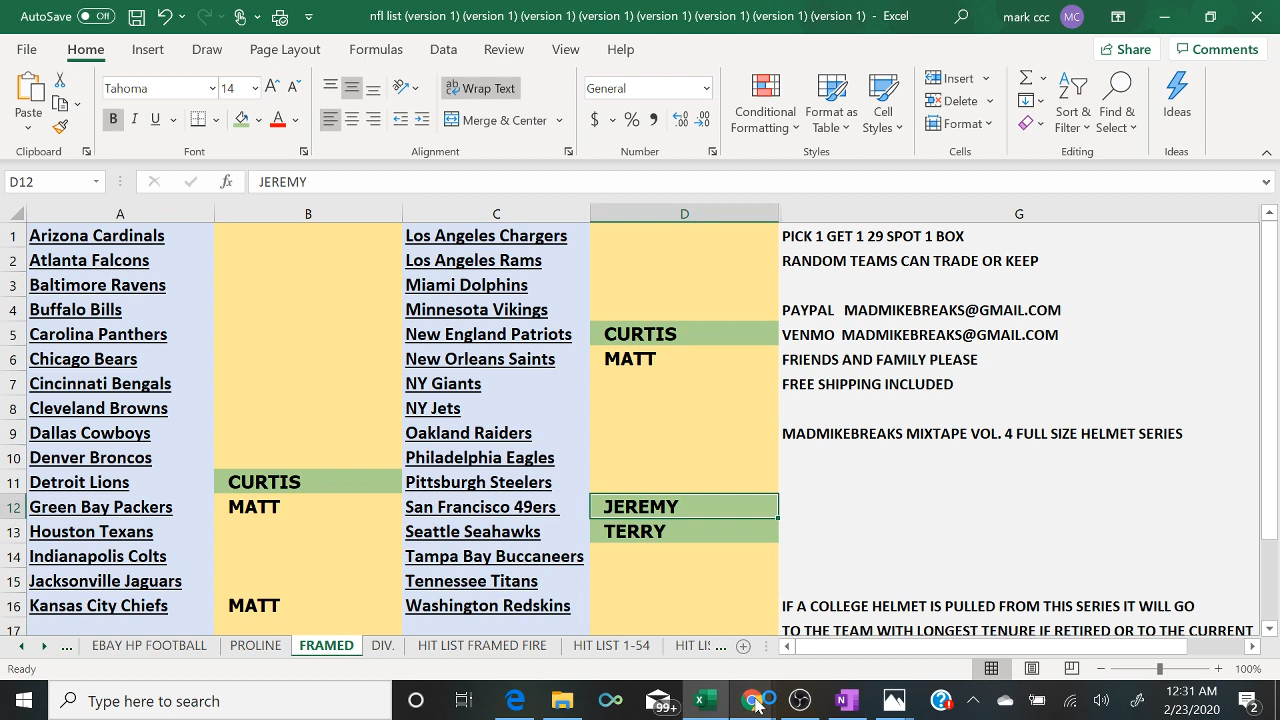 AutoSave Off nfl list (version 1) (version 1) (version 1) (version 1) (version 1) (version 1) (version 1) - Excel mark ccc MC
File Home Insert Draw Page Layout Formulas Data Review View Help Share Comments
Paste Tahoma 14 A A ab Wrap Text General Conditional Formatting Format as Table Cell Styles Insert Delete Format Sort & Filter Find & Select Ideas
B I U A Merge & Center $ % 9 .00 .00
Clipboard Font Alignment Number Styles Cells Editing Ideas
D12 fx JEREMY
A B C D G
1 Arizona Cardinals Los Angeles Chargers PICK 1 GET 1 29 SPOT 1 BOX
2 Atlanta Falcons Los Angeles Rams RANDOM TEAMS CAN TRADE OR KEEP
3 Baltimore Ravens Miami Dolphins
4 Buffalo Bills Minnesota Vikings PAYPAL MADMIKEBREAKS@GMAIL.COM
5 Carolina Panthers New England Patriots CURTIS VENMO MADMIKEBREAKS@GMAIL.COM
6 Chicago Bears New Orleans Saints MATT FRIENDS AND FAMILY PLEASE
7 Cincinnati Bengals NY Giants FREE SHIPPING INCLUDED
8 Cleveland Browns NY Jets
9 Dallas Cowboys Oakland Raiders MADMIKEBREAKS MIXTAPE VOL. 4 FULL SIZE HELMET SERIES
10 Denver Broncos Philadelphia Eagles
11 Detroit Lions CURTIS Pittsburgh Steelers
12 Green Bay Packers MATT San Francisco 49ers JEREMY
13 Houston Texans Seattle Seahawks TERRY
14 Indianapolis Colts Tampa Bay Buccaneers
15 Jacksonville Jaguars Tennessee Titans
16 Kansas City Chiefs MATT Washington Redskins IF A COLLEGE HELMET IS PULLED FROM THIS SERIES IT WILL GO
17 TO THE TEAM WITH LONGEST TENURE IF RETIRED OR TO THE CURRENT
... EBAY HP FOOTBALL PROLINE FRAMED DIV. HIT LIST FRAMED FIRE HIT LIST 1-54 HIT LIS ...
Ready 100%
Type here to search 99+ 12:31 AM
2/23/2020 2